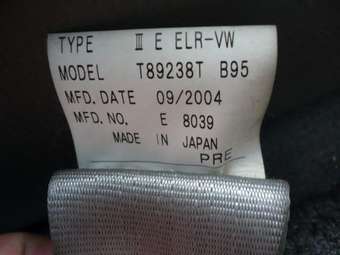 TYPE Ⅲ E ELR-VW
MODEL T89238T B95
MFD. DATE 09/2004
MFD. NO. E 8039
MADE IN JAPAN
PRE